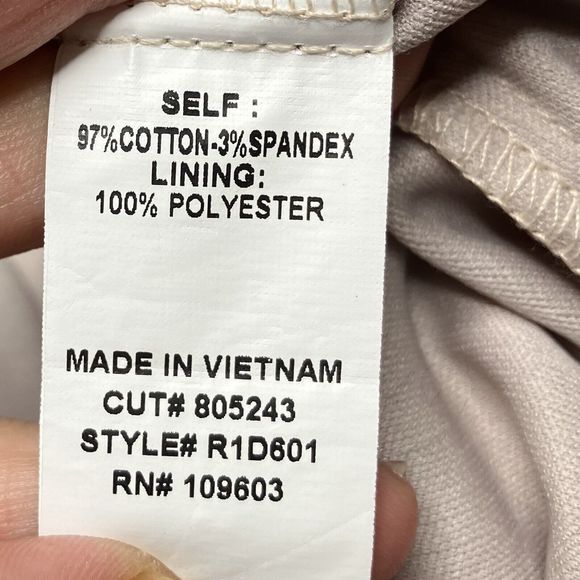 SELF :
97%COTTON-3%SPANDEX
LINING:
100% POLYESTER
MADE IN VIETNAM
CUT# 805243
STYLE# R1D601
RN# 109603